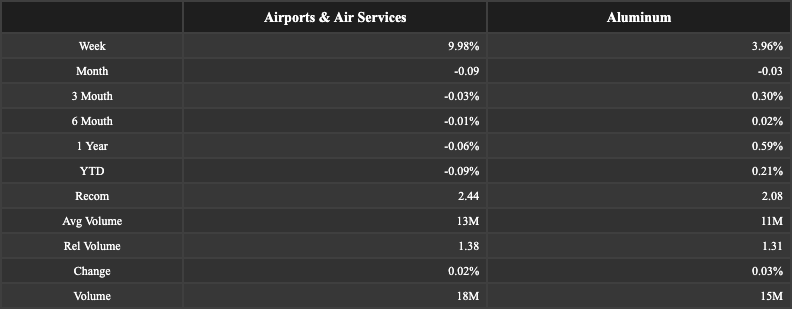 Airports & Air Services Aluminum
Week 9.98% 3.96%
Month -0.09 -0.03
3 Mouth -0.03% 0.30%
6 Mouth -0.01% 0.02%
1 Year -0.06% 0.59%
YTD -0.09% 0.21%
Recom 2.44 2.08
Avg Volume 13M 11M
Rel Volume 1.38 1.31
Change 0.02% 0.03%
Volume 18M 15M